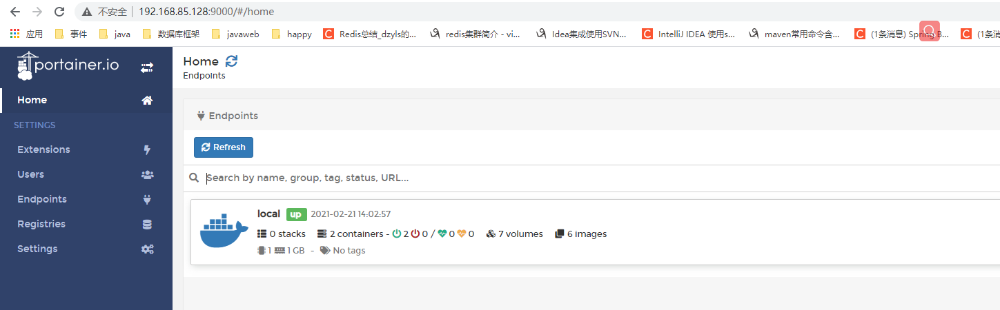 不安全 192.168.85.128:9000/#/home
应用 事件 java 数据库框架 javaweb happy Redis总结_dzyls的... redis集群简介 - vi... Idea集成使用SVN... IntelliJ IDEA 使用s... maven常用命令含... (1条消息) Spring B... (1条消
portainer.io
Home
SETTINGS
Extensions
Users
Endpoints
Registries
Settings
Home
Endpoints
Endpoints
Refresh
Search by name, group, tag, status, URL...
local up 2021-02-21 14:02:57
0 stacks 2 containers - 2 0 / 0 0 7 volumes 6 images
1 1 GB - No tags